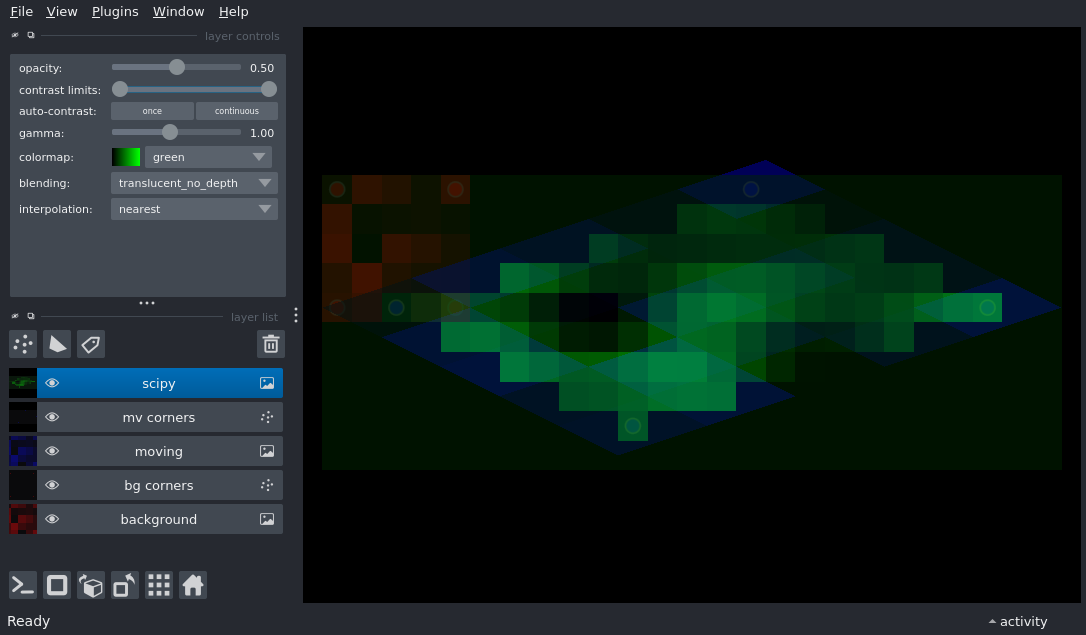 File View Plugins Window Help
layer controls
opacity: 0.50
contrast limits:
auto-contrast: once continuous
gamma: 1.00
colormap: green
blending: translucent_no_depth
interpolation: nearest
layer list
scipy
mv corners
moving
bg corners
background
Ready activity